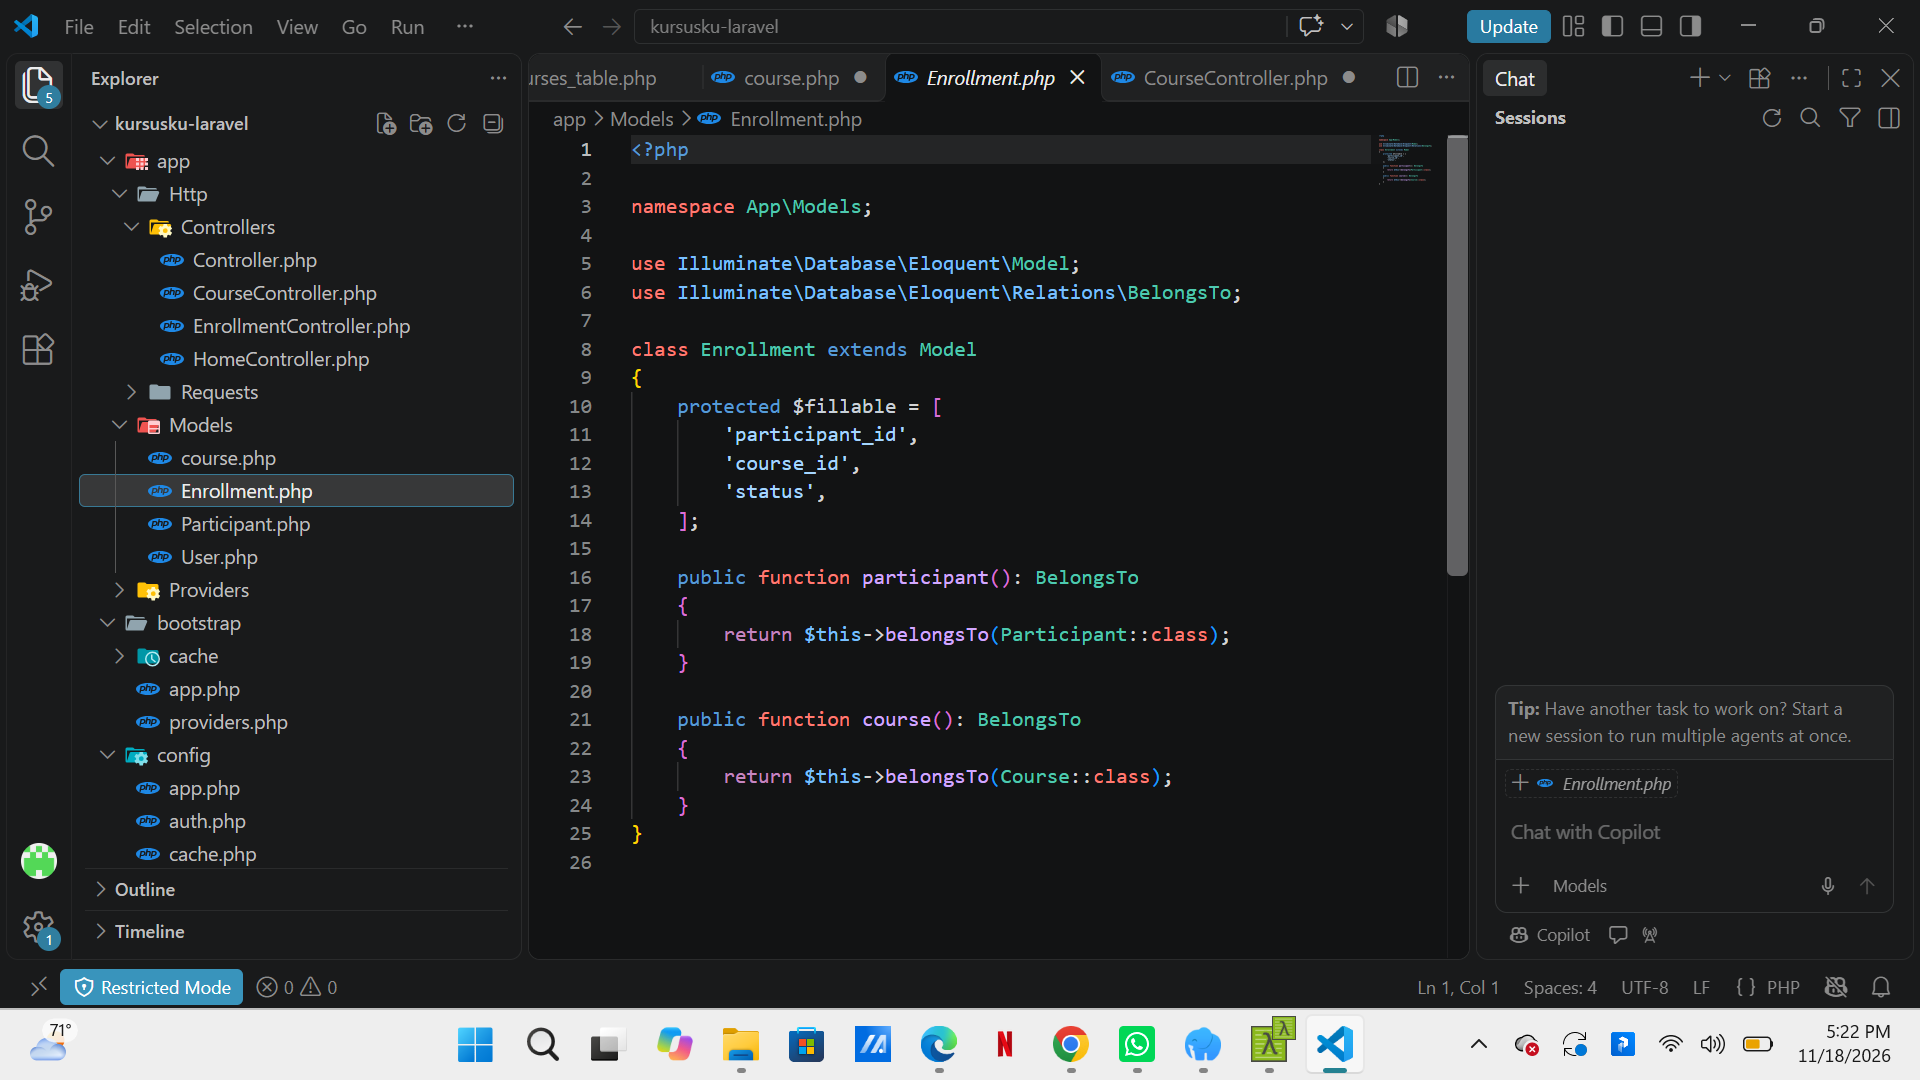 File Edit Selection View Go Run ···
kursusku-laravel
Update
Explorer
kursusku-laravel
app
Http
Controllers
Controller.php
CourseController.php
EnrollmentController.php
HomeController.php
Requests
Models
course.php
Enrollment.php
Participant.php
User.php
Providers
bootstrap
cache
app.php
providers.php
config
app.php
auth.php
cache.php
Outline
Timeline
5
1
urses_table.php course.php Enrollment.php CourseController.php
app > Models > Enrollment.php
1 <?php
2
3 namespace App\Models;
4
5 use Illuminate\Database\Eloquent\Model;
6 use Illuminate\Database\Eloquent\Relations\BelongsTo;
7
8 class Enrollment extends Model
9 {
10 protected $fillable = [
11 'participant_id',
12 'course_id',
13 'status',
14 ];
15
16 public function participant(): BelongsTo
17 {
18 return $this->belongsTo(Participant::class);
19 }
20
21 public function course(): BelongsTo
22 {
23 return $this->belongsTo(Course::class);
24 }
25 }
26
Chat
Sessions
Tip: Have another task to work on? Start a
new session to run multiple agents at once.
Enrollment.php
Chat with Copilot
Models
Copilot
Restricted Mode 0 0
Ln 1, Col 1 Spaces: 4 UTF-8 LF {} PHP
71°
5:22 PM
11/18/2026